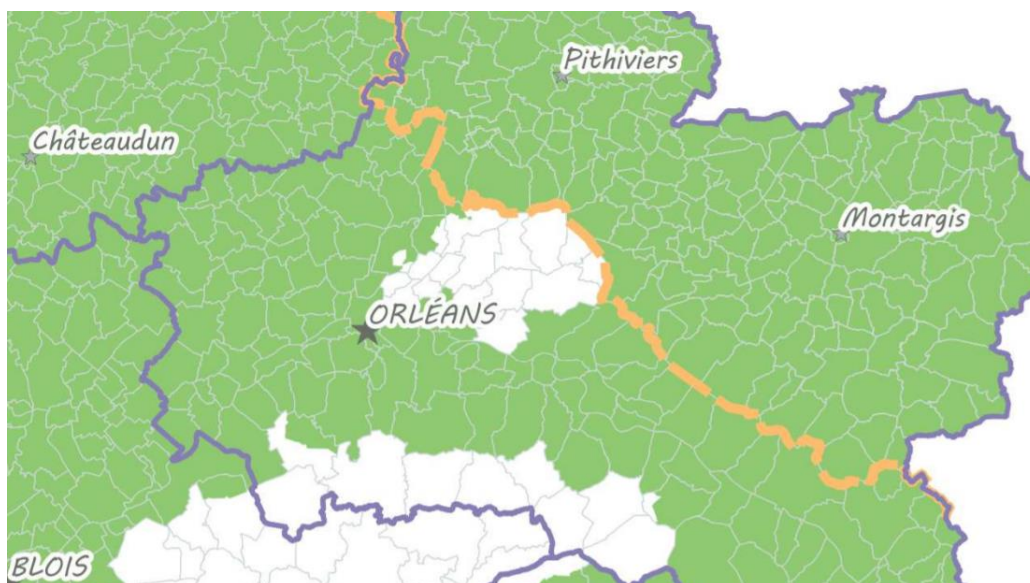 Pithiviers
Châteaudun
Montargis
ORLÉANS
BLOIS